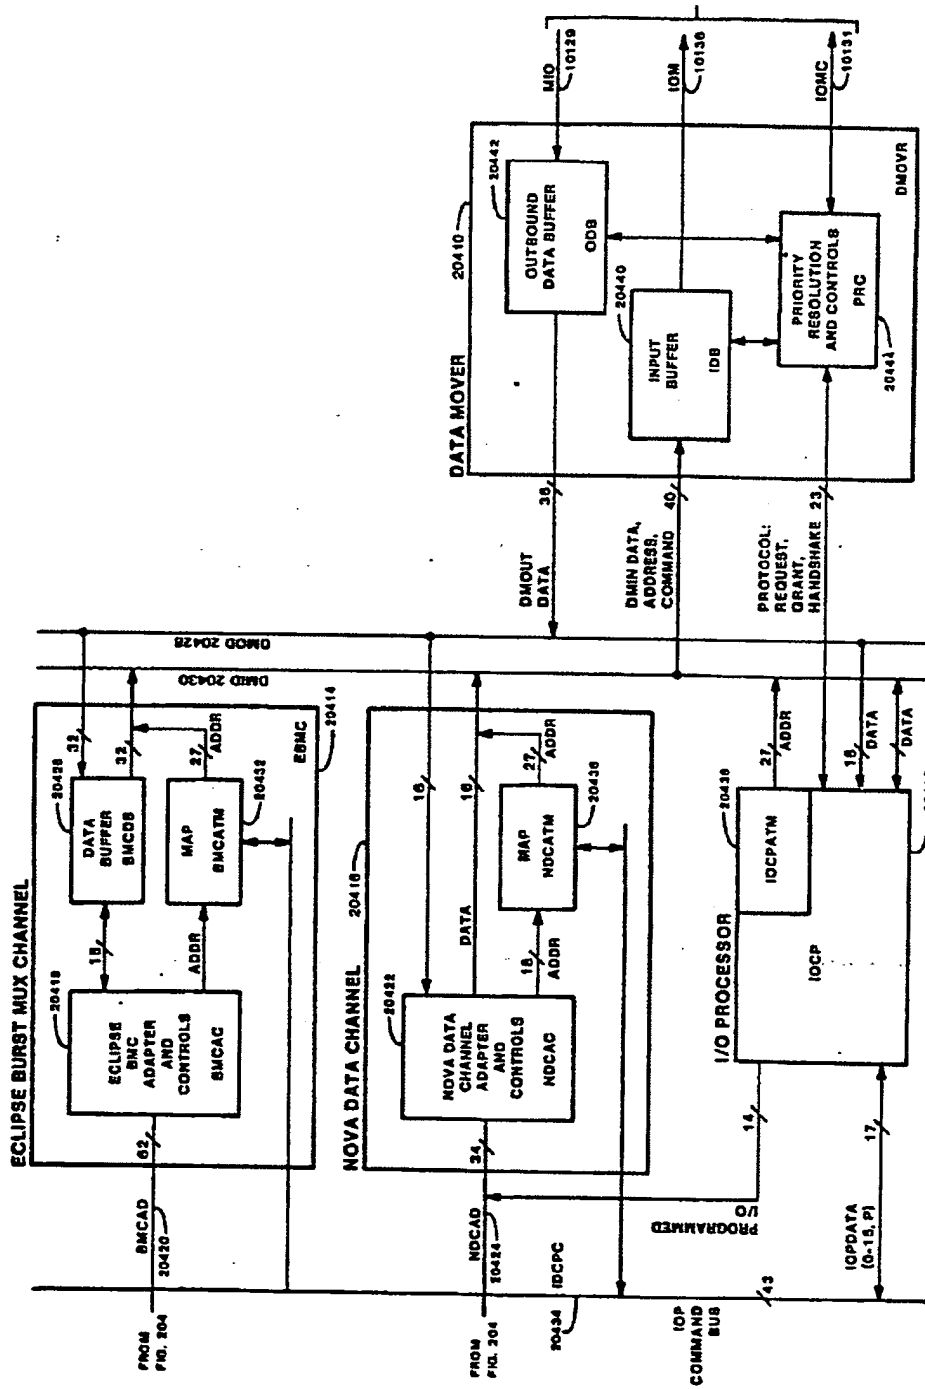 ECLIPSE BURST MUX CHANNEL
FROM
FIG. 204
BMCAD
20420
62
20418
ECLIPSE
BMC
ADAPTER
AND
CONTROLS
BMCAC
ADDR
DATA
BUFFER
BMCDB
20428
MAP
BMCATM
20432
32
32
27
ADDR
EBMC
20414
DMOD 20428
DMID 20430
NOVA DATA CHANNEL
20416
FROM
FIG. 204
NDCAD
20424
34
20422
NOVA DATA
CHANNEL
ADAPTER
AND
CONTROLS
NDCAC
16
DATA
16
ADDR
MAP
NDCATM
20436
27
ADDR
IDCPC
20434
IOP
COMMAND
BUS
43
PROGRAMMED
I/O
14
IOPDATA
(0-15, P)
17
I/O PROCESSOR
IOCP
IOCPATM
20438
27
ADDR
DATA
DATA
DATA MOVER
20410
DMOUT
DATA
36
DMIN DATA,
ADDRESS,
COMMAND
40
PROTOCOL:
REQUEST,
GRANT,
HANDSHAKE
23
OUTBOUND
DATA BUFFER
ODB
20442
INPUT
BUFFER
IDB
20440
PRIORITY
RESOLUTION
AND CONTROLS
PRC
20444
DMOVR
MIO
10129
IOM
10136
IOMC
10131